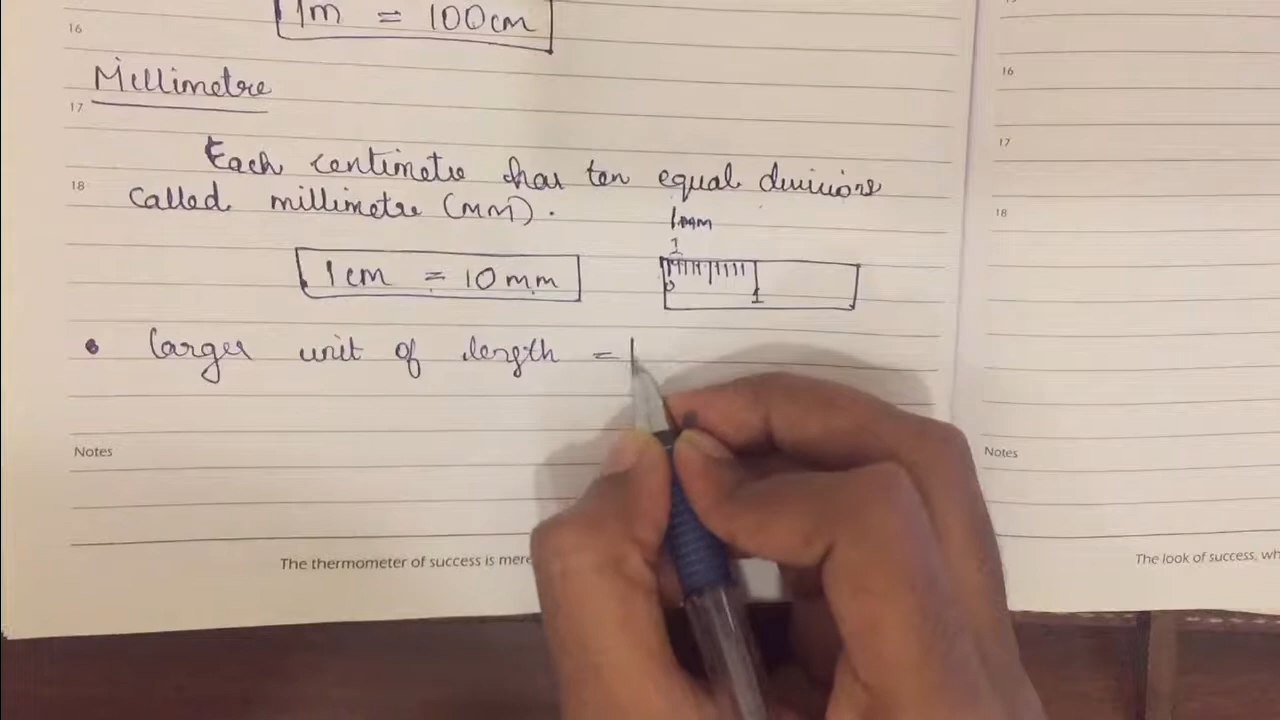 1m = 100cm
16
Millimetre
16
17
Each centimetre has ten equal divisions
17
18
called millimetre (mm).
1mm
18
1
1cm = 10mm
0
1
• larger unit of length =
Notes
Notes
The thermometer of success is mere
The look of success, wh